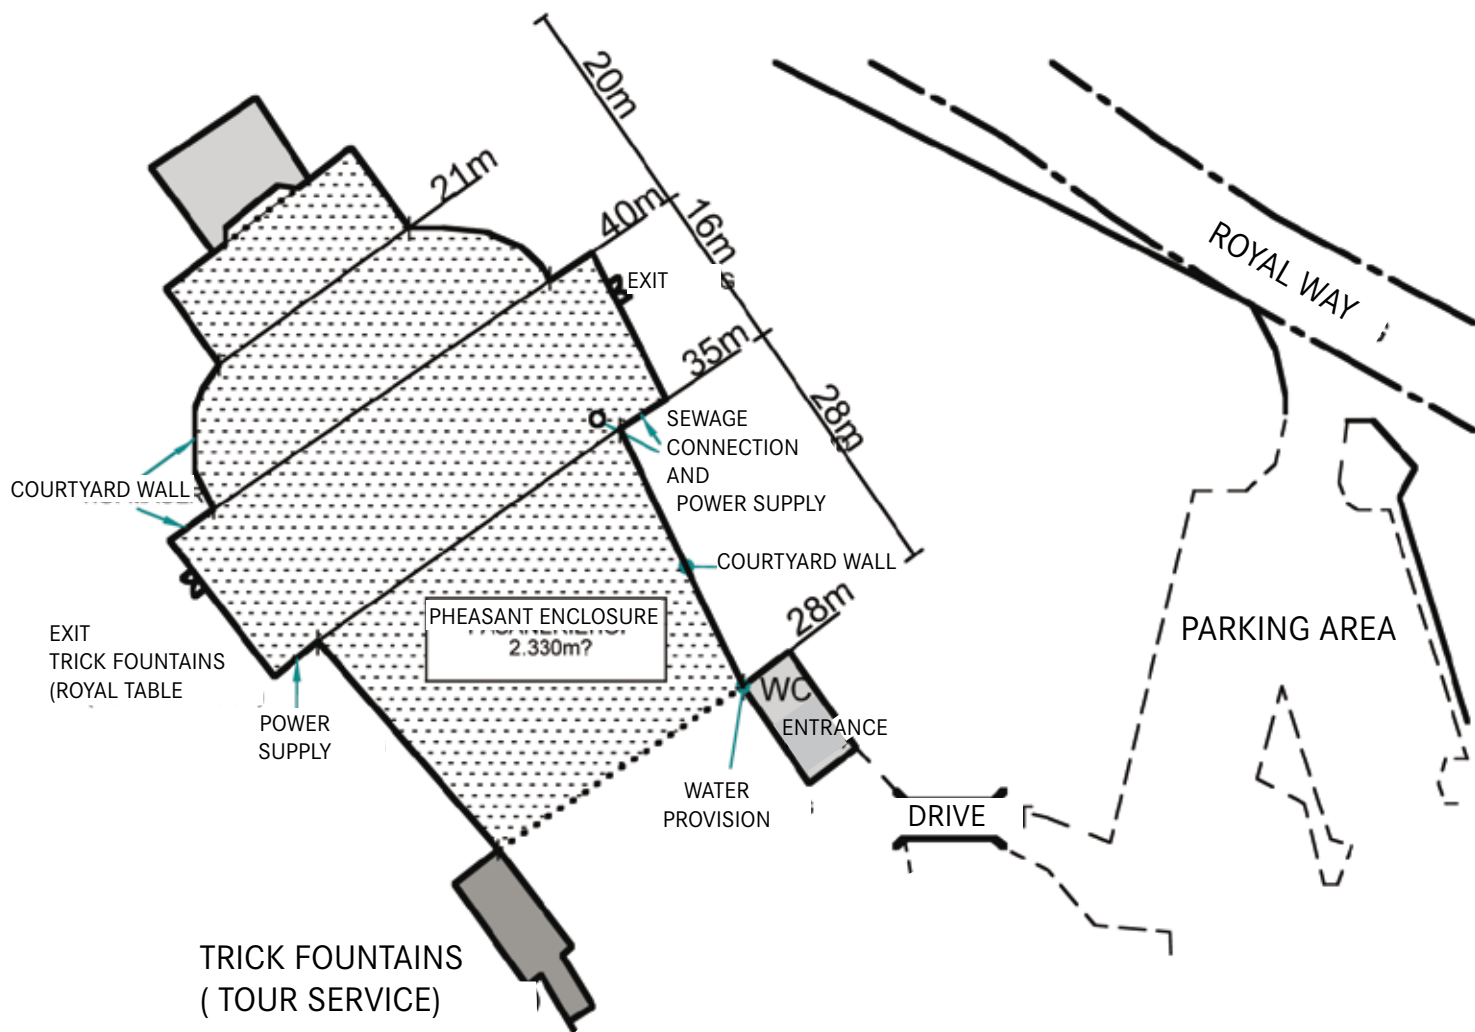 20m
21m
40m
16m
EXIT
ROYAL WAY
35m
28m
SEWAGE
CONNECTION
AND
POWER SUPPLY
COURTYARD WALL
COURTYARD WALL
28m
PHEASANT ENCLOSURE
2.330m?
PARKING AREA
EXIT
TRICK FOUNTAINS
(ROYAL TABLE
WC
ENTRANCE
POWER
SUPPLY
WATER
PROVISION
DRIVE
TRICK FOUNTAINS
( TOUR SERVICE)